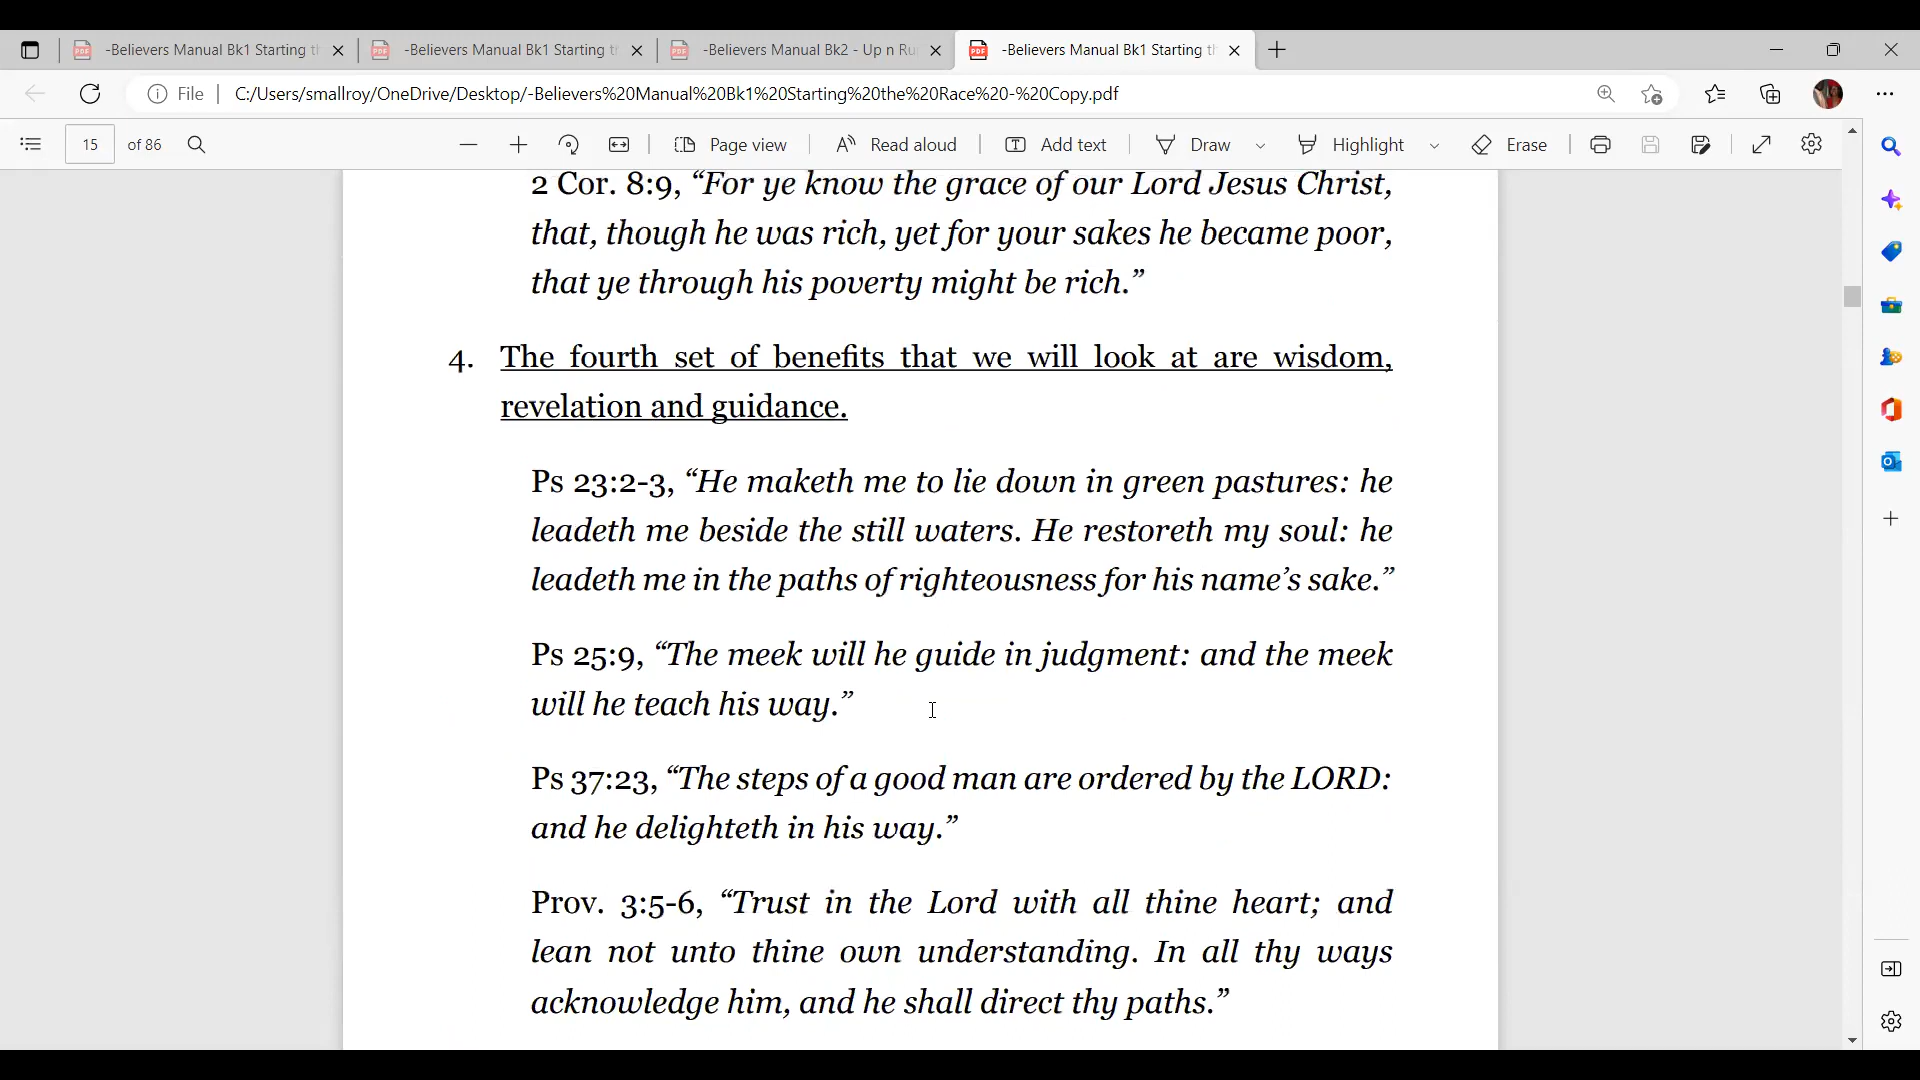 -Believers Manual Bk1 Starting th
-Believers Manual Bk1 Starting tr
-Believers Manual Bk2 - Up n Ru
-Believers Manual Bk1 Starting th
File
C:/Users/smallroy/OneDrive/Desktop/-Believers%20Manual%20Bk1%20Starting%20the%20Race%20-%20Copy.pdf
15 of 86
Page view
Read aloud
Add text
Draw
Highlight
Erase
2 Cor. 8:9, “For ye know the grace of our Lord Jesus Christ,
that, though he was rich, yet for your sakes he became poor,
that ye through his poverty might be rich.”
4. The fourth set of benefits that we will look at are wisdom,
revelation and guidance.
Ps 23:2-3, “He maketh me to lie down in green pastures: he
leadeth me beside the still waters. He restoreth my soul: he
leadeth me in the paths of righteousness for his name’s sake.”
Ps 25:9, “The meek will he guide in judgment: and the meek
will he teach his way.”
Ps 37:23, “The steps of a good man are ordered by the LORD:
and he delighteth in his way.”
Prov. 3:5-6, “Trust in the Lord with all thine heart; and
lean not unto thine own understanding. In all thy ways
acknowledge him, and he shall direct thy paths.”